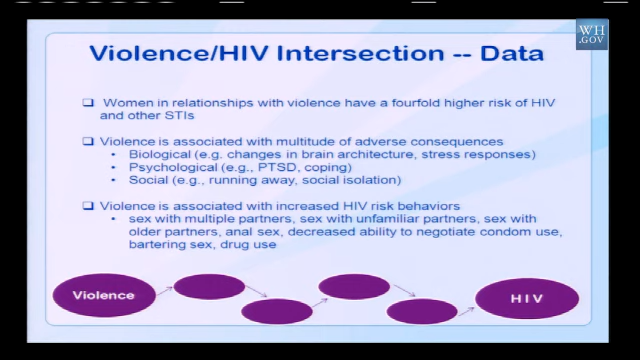 WH
.GOV
Violence/HIV Intersection -- Data
❑ Women in relationships with violence have a fourfold higher risk of HIV
and other STIs
❑ Violence is associated with multitude of adverse consequences
• Biological (e.g. changes in brain architecture, stress responses)
• Psychological (e.g., PTSD, coping)
• Social (e.g., running away, social isolation)
❑ Violence is associated with increased HIV risk behaviors
• sex with multiple partners, sex with unfamiliar partners, sex with
older partners, anal sex, decreased ability to negotiate condom use,
bartering sex, drug use
Violence
HIV